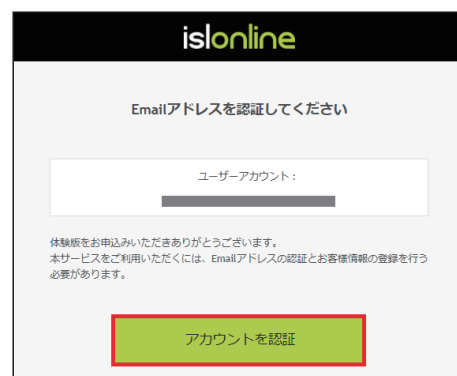 islonline
Emailアドレスを認証してください
ユーザーアカウント：
体験版をお申込みいただきありがとうございます。
本サービスをご利用いただくには、Emailアドレスの認証とお客様情報の登録を行う
必要があります。
アカウントを認証